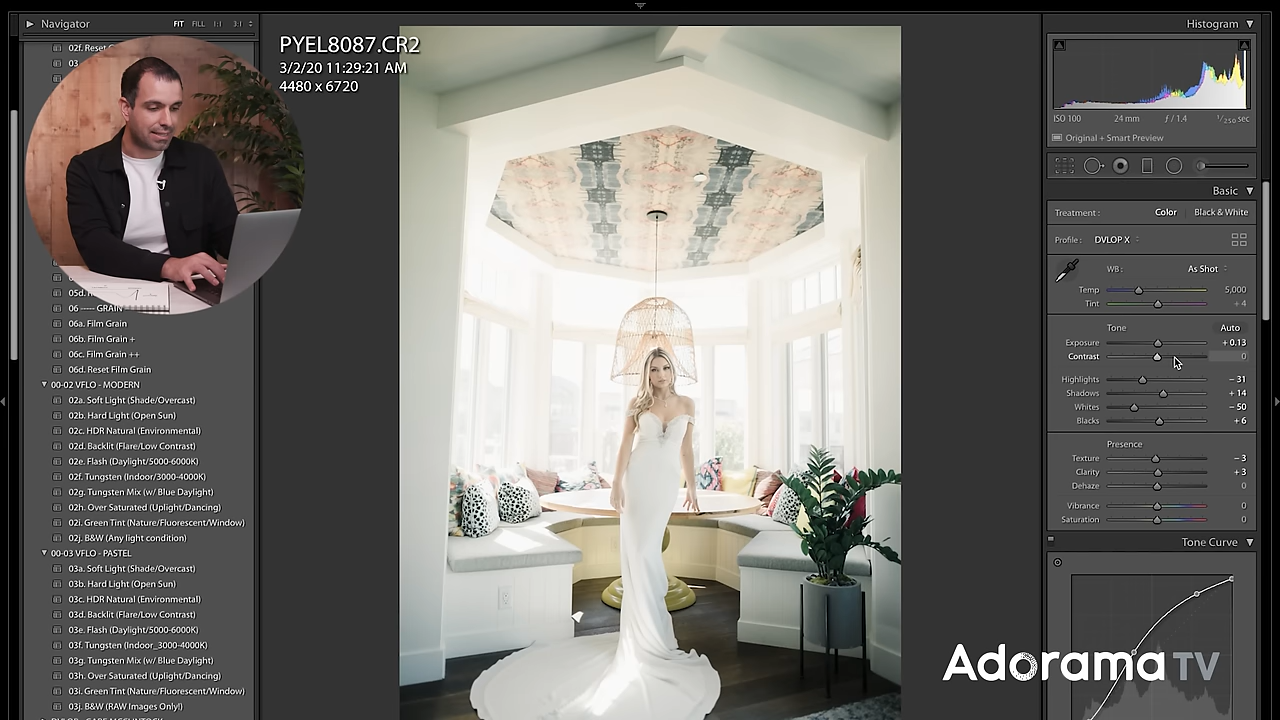 Navigator
FIT FILL 1:1 3:1
02f. Reset
03
05d.
06 ----- GRAIN
06a. Film Grain
06b. Film Grain +
06c. Film Grain ++
06d. Reset Film Grain
00-02 VFLO - MODERN
02a. Soft Light (Shade/Overcast)
02b. Hard Light (Open Sun)
02c. HDR Natural (Environmental)
02d. Backlit (Flare/Low Contrast)
02e. Flash (Daylight/5000-6000K)
02f. Tungsten (Indoor/3000-4000K)
02g. Tungsten Mix (w/ Blue Daylight)
02h. Over Saturated (Uplight/Dancing)
02i. Green Tint (Nature/Fluorescent/Window)
02j. B&W (Any light condition)
00-03 VFLO - PASTEL
03a. Soft Light (Shade/Overcast)
03b. Hard Light (Open Sun)
03c. HDR Natural (Environmental)
03d. Backlit (Flare/Low Contrast)
03e. Flash (Daylight/5000-6000K)
03f. Tungsten (Indoor_3000-4000K)
03g. Tungsten Mix (w/ Blue Daylight)
03h. Over Saturated (Uplight/Dancing)
03i. Green Tint (Nature/Fluorescent/Window)
03j. B&W (RAW Images Only!)
PYEL8087.CR2
3/2/20 11:29:21 AM
4480 x 6720
Histogram
ISO 100 24 mm ƒ / 1.4 1/250 sec
Original + Smart Preview
Basic
Treatment : Color Black & White
Profile : DVLOP X
WB : As Shot
Temp 5,000
Tint + 4
Tone Auto
Exposure + 0.13
Contrast 0
Highlights − 31
Shadows + 14
Whites − 50
Blacks + 6
Presence
Texture − 3
Clarity + 3
Dehaze 0
Vibrance 0
Saturation 0
Tone Curve
Adorama TV